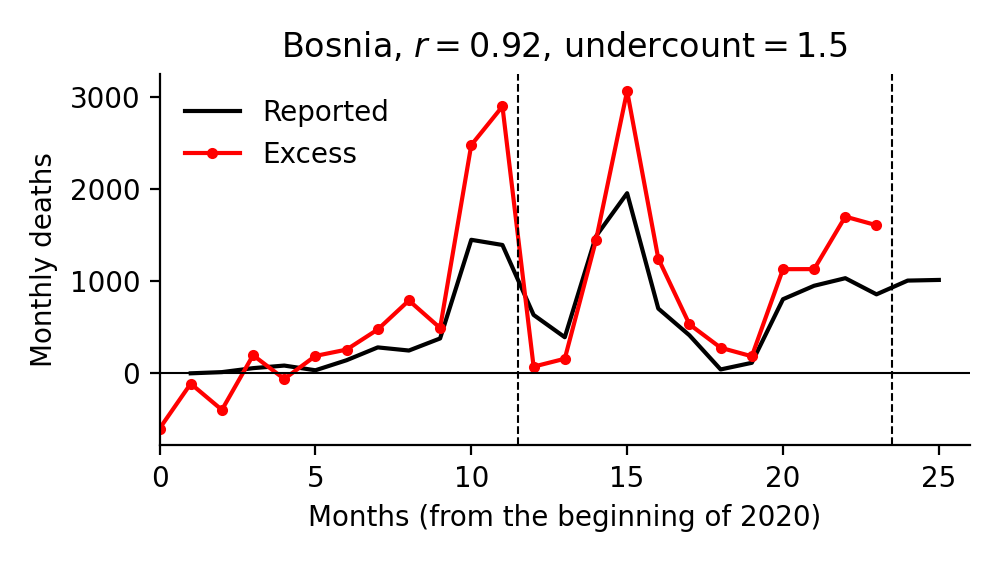 Bosnia, r = 0.92, undercount = 1.5
3000
2000
1000
0
Monthly deaths
Reported
Excess
0 5 10 15 20 25
Months (from the beginning of 2020)